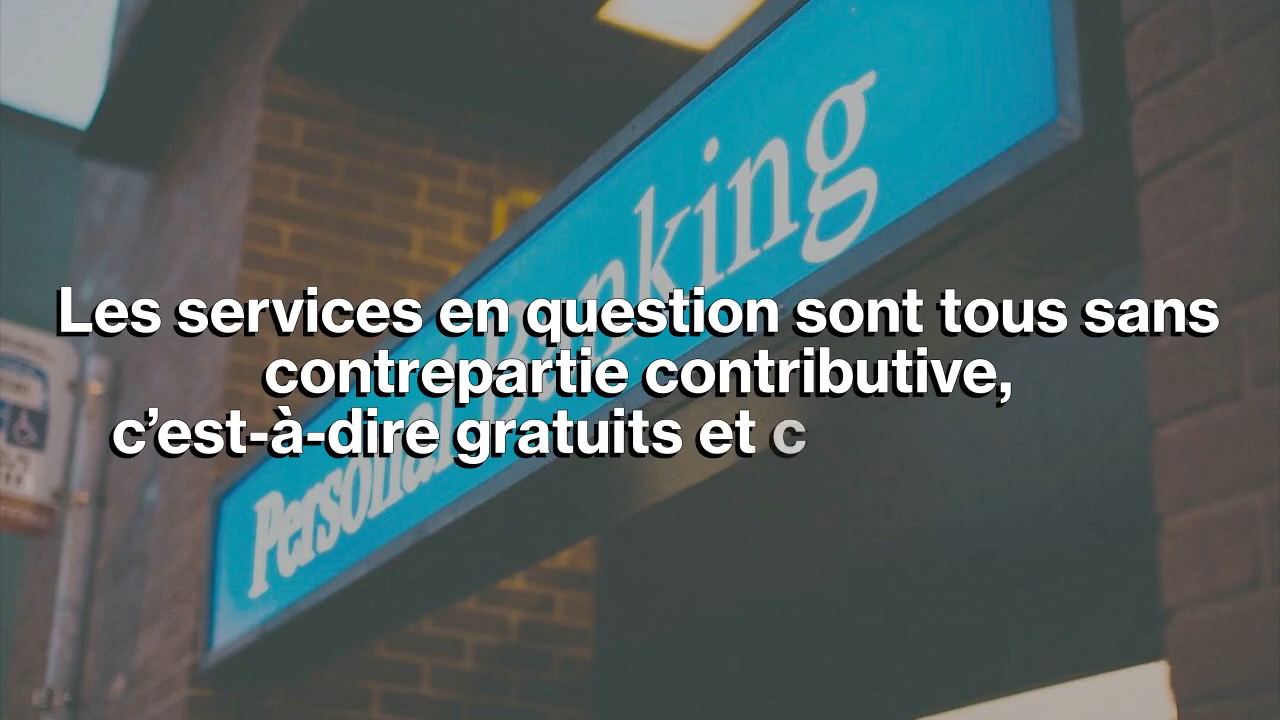 Les services en question sont tous sans
contrepartie contributive,
c’est-à-dire gratuits et c
Personal Banking